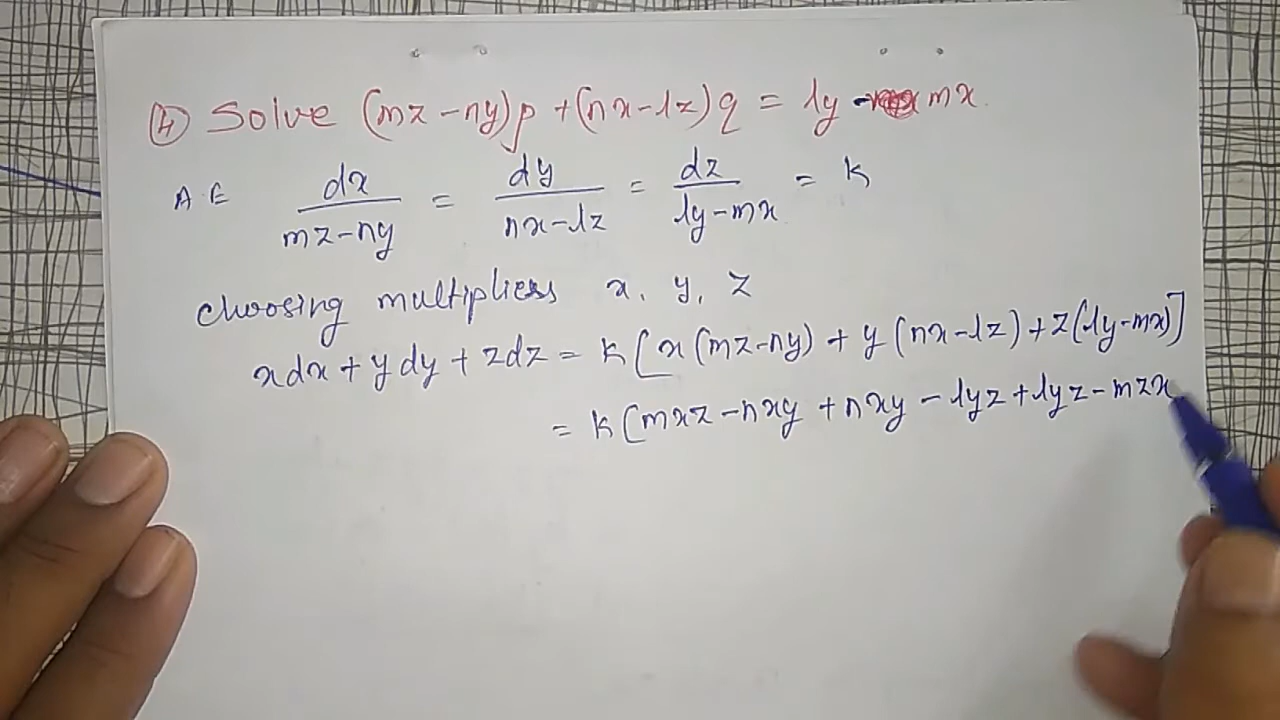 ④ Solve (mz-ny)p+(nx-lz)q = ly - mx.
A.E dx/mz-ny = dy/nx-lz = dz/ly-mx = k
choosing multipliers x, y, z
xdx+ydy+zdz = k[x(mz-ny)+y(nx-lz)+z(ly-mx)]
= k[mxz-nxy+nxy-lyz+lyz-mzx